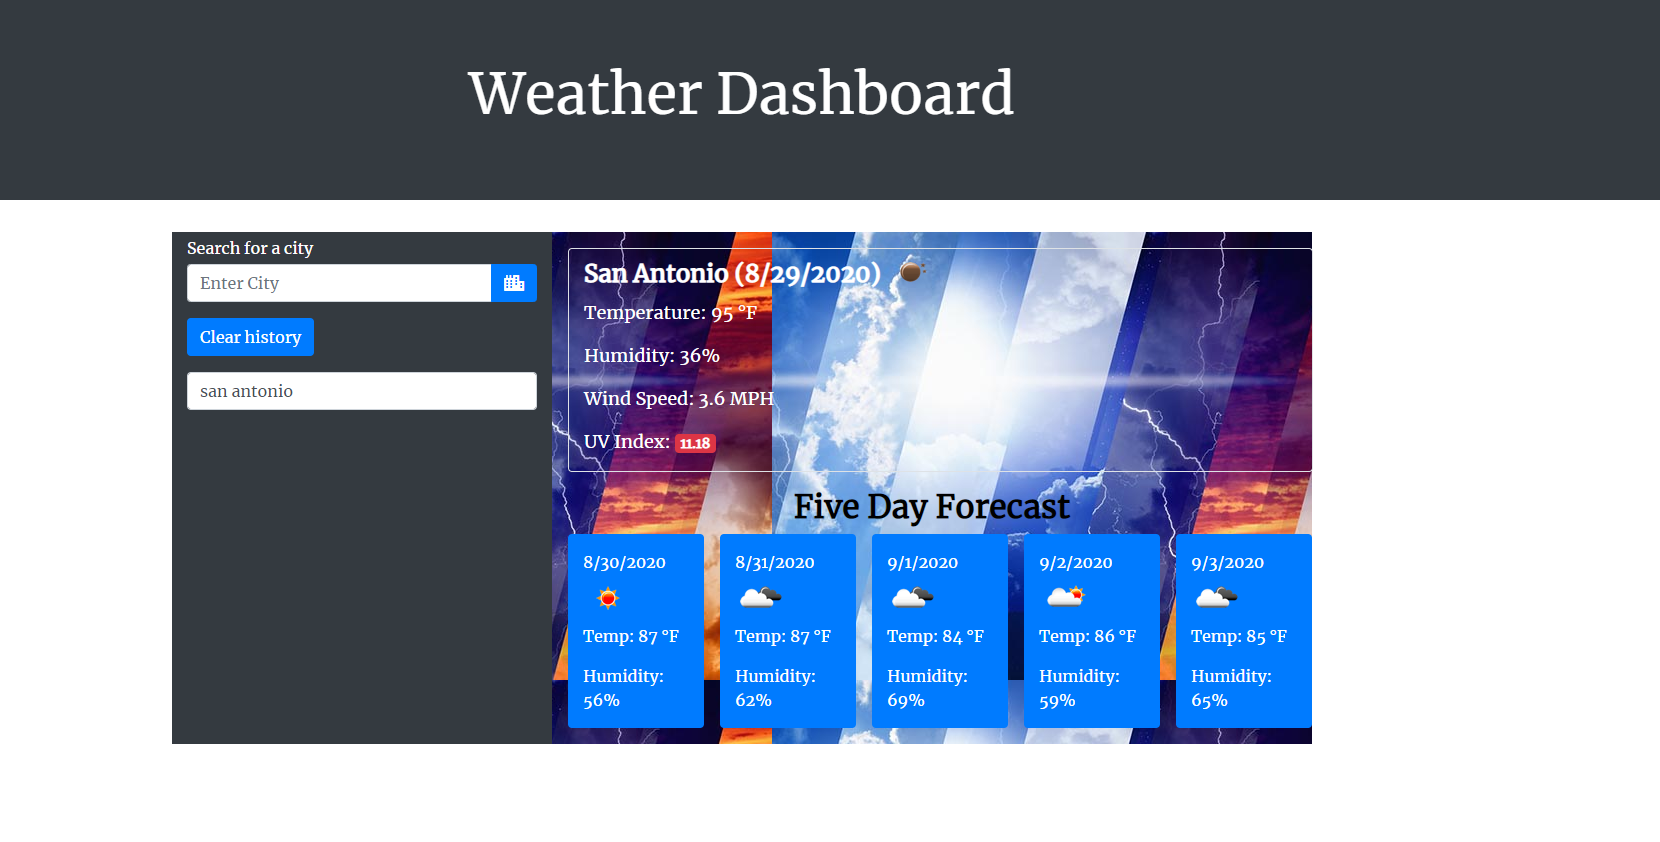 Weather Dashboard
Search for a city
Enter City
Clear history
san antonio
San Antonio (8/29/2020)
Temperature: 95 °F
Humidity: 36%
Wind Speed: 3.6 MPH
UV Index: 11.18
Five Day Forecast
8/30/2020
Temp: 87 °F
Humidity:
56%
8/31/2020
Temp: 87 °F
Humidity:
62%
9/1/2020
Temp: 84 °F
Humidity:
69%
9/2/2020
Temp: 86 °F
Humidity:
59%
9/3/2020
Temp: 85 °F
Humidity:
65%